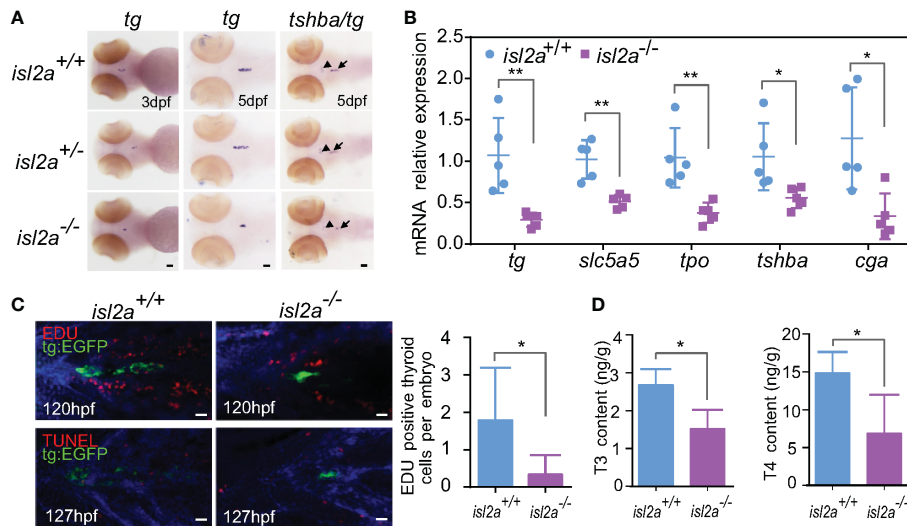 A
tg
tg
tshba/tg
isl2a+/+
3dpf
5dpf
5dpf
isl2a+/-
isl2a-/-
B
mRNA relative expression
2.5
2.0
1.5
1.0
0.5
0.0
isl2a+/+
isl2a-/-
**
**
**
*
*
tg
slc5a5
tpo
tshba
cga
C
isl2a+/+
isl2a-/-
EDU
tg:EGFP
120hpf
120hpf
TUNEL
tg:EGFP
127hpf
127hpf
EDU positive thyroid
cells per embryo
4
3
2
1
0
*
isl2a+/+
isl2a-/-
D
T3 content (ng/g)
4
3
2
1
0
*
isl2a+/+
isl2a-/-
T4 content (ng/g)
20
15
10
5
0
*
isl2a+/+
isl2a-/-